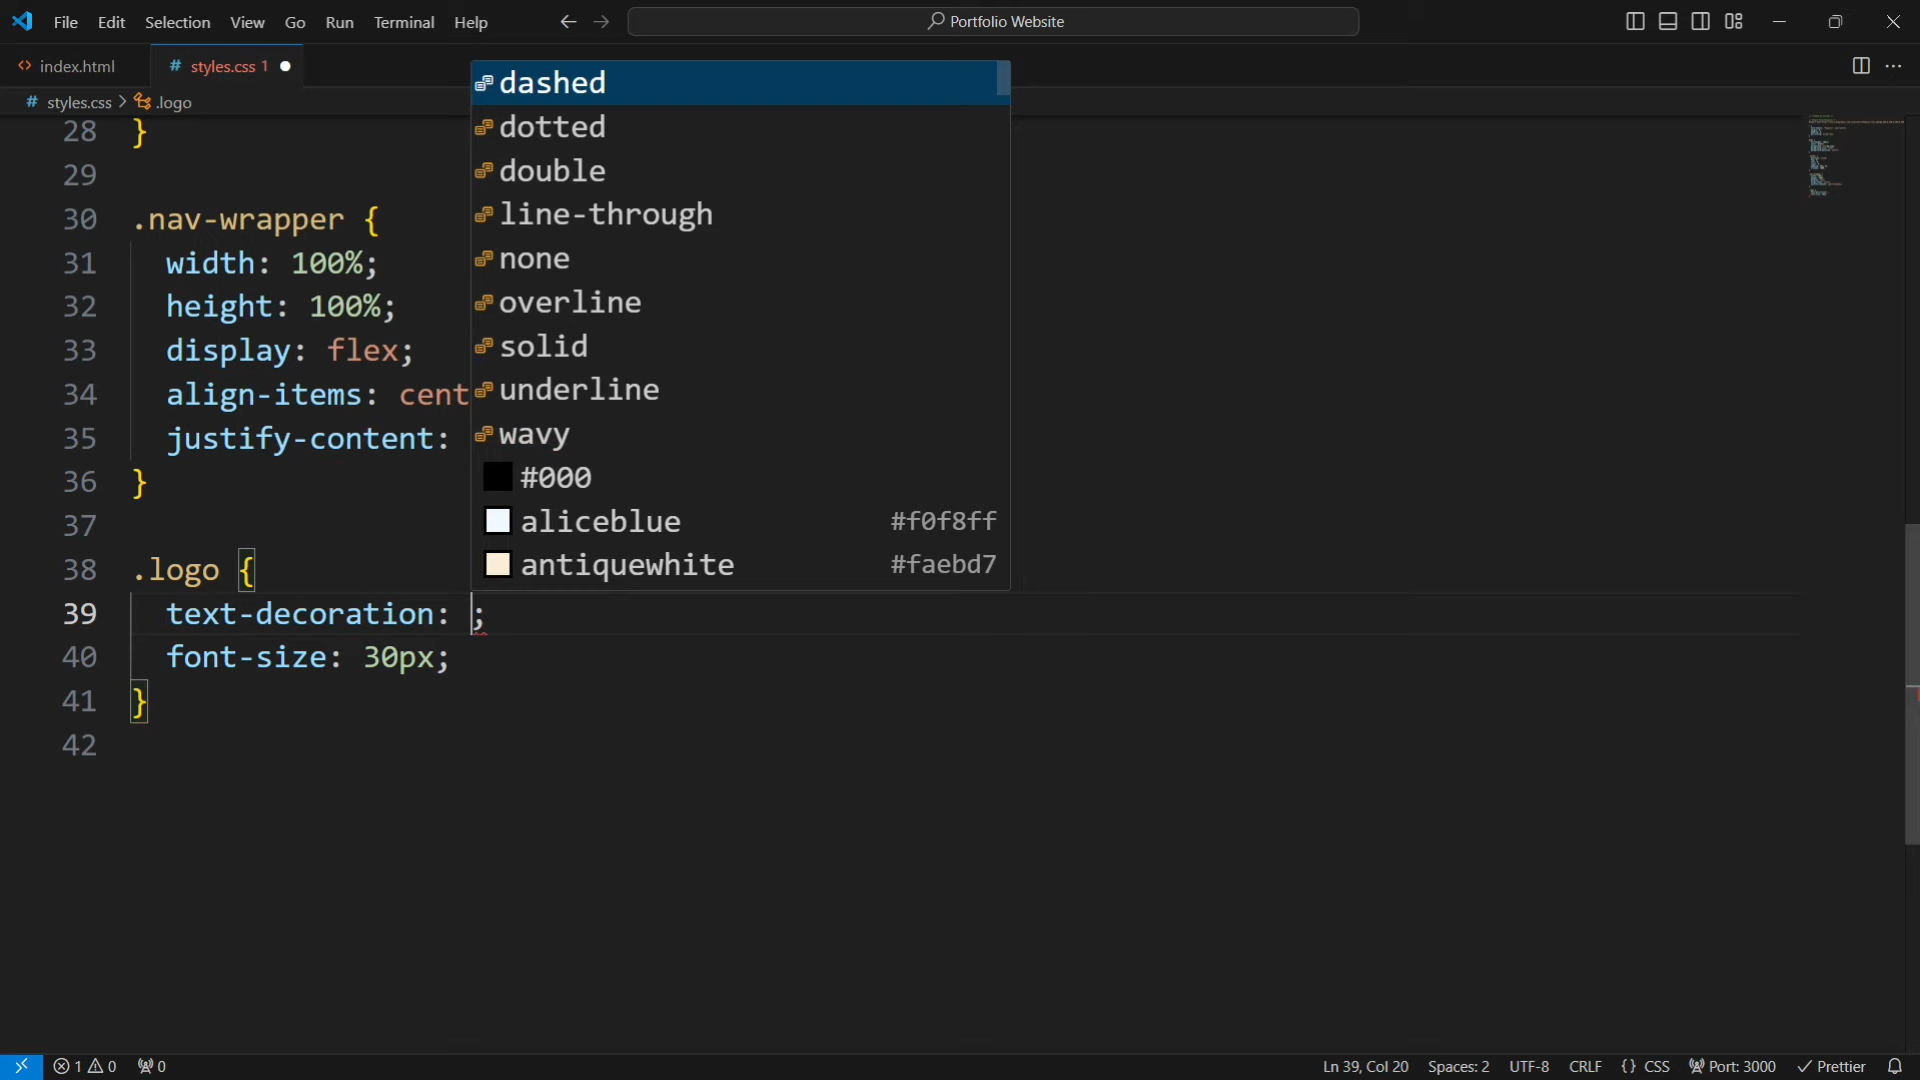 File Edit Selection View Go Run Terminal Help Portfolio Website
index.html # styles.css 1
# styles.css > .logo
28 }
29
30 .nav-wrapper {
31 width: 100%;
32 height: 100%;
33 display: flex;
34 align-items: cent
35 justify-content:
36 }
37
38 .logo {
39 text-decoration: ;
40 font-size: 30px;
41 }
42
dashed
dotted
double
line-through
none
overline
solid
underline
wavy
#000
aliceblue #f0f8ff
antiquewhite #faebd7
1 0 0 Ln 39, Col 20 Spaces: 2 UTF-8 CRLF {} CSS Port: 3000 Prettier